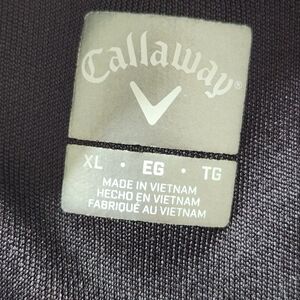 Callaway®
XL • EG • TG
MADE IN VIETNAM
HECHO EN VIETNAM
FABRIQUÉ AU VIETNAM